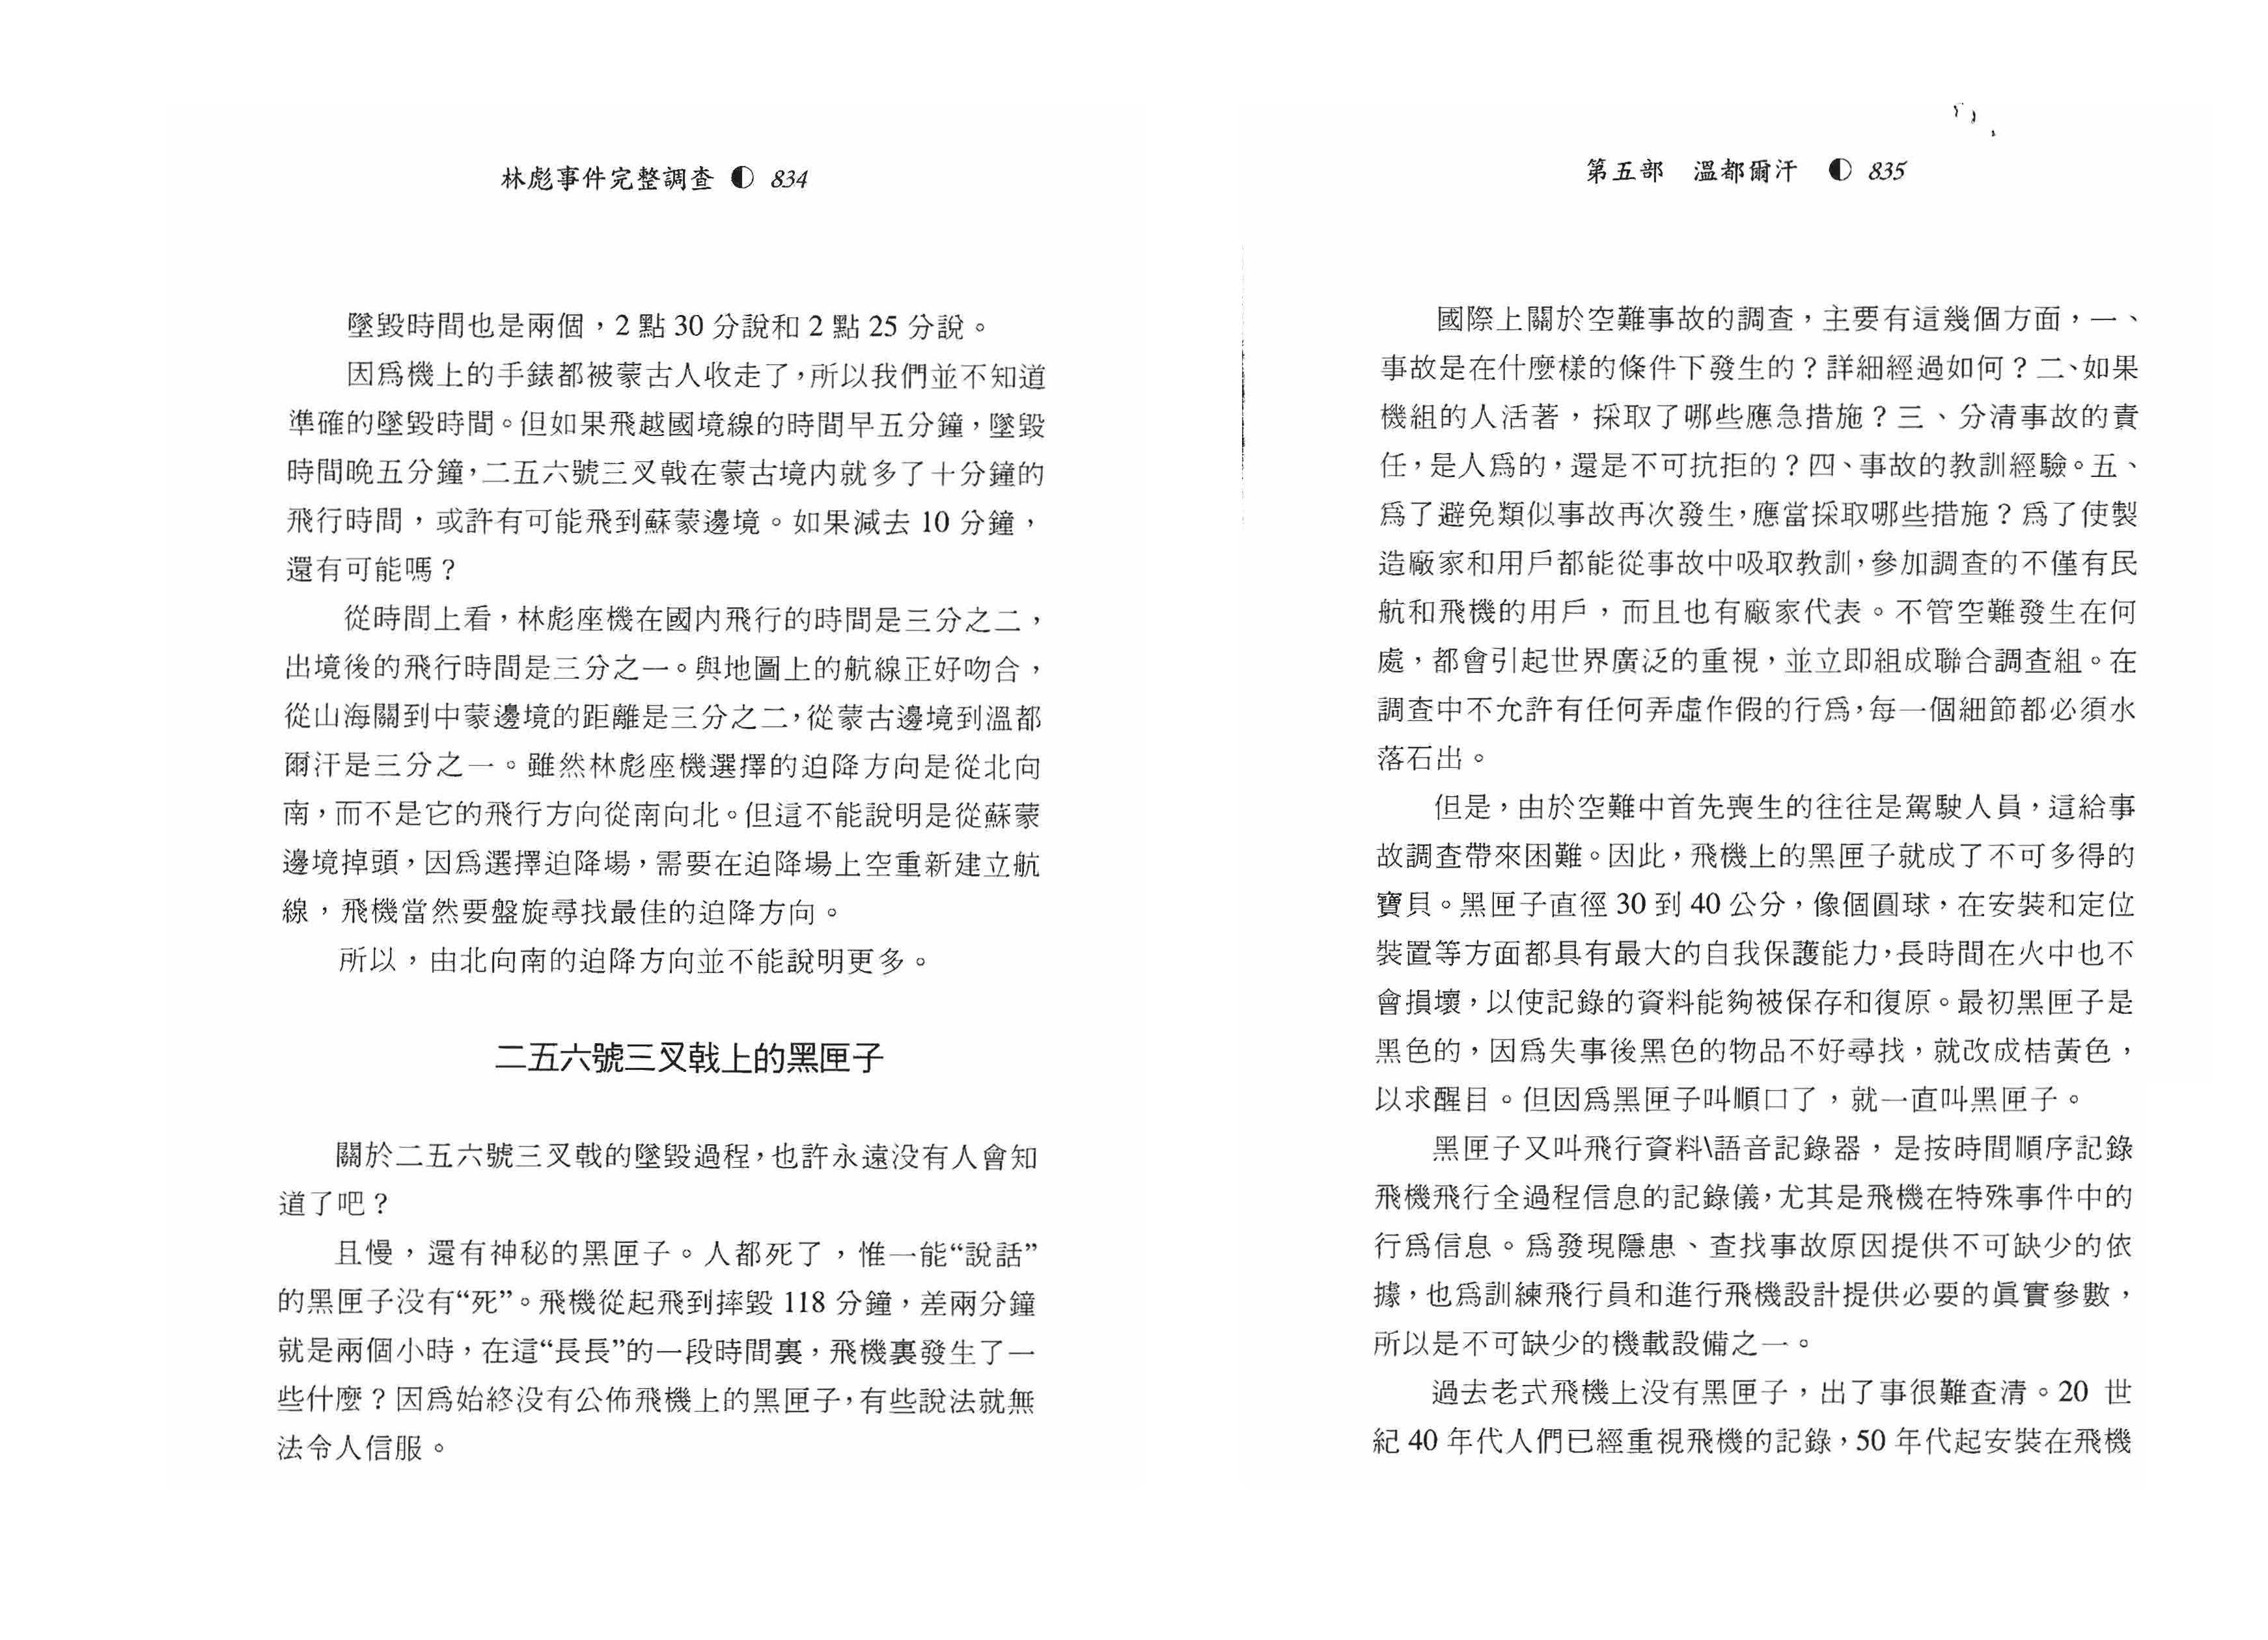 林彪事件完整調查 ◐ 834
墜毀時間也是兩個，2 點 30 分說和 2 點 25 分說。
因爲機上的手錶都被蒙古人收走了，所以我們並不知道
準確的墜毀時間。但如果飛越國境線的時間早五分鐘，墜毀
時間晚五分鐘，二五六號三叉戟在蒙古境内就多了十分鐘的
飛行時間，或許有可能飛到蘇蒙邊境。如果減去 10 分鐘，
還有可能嗎？
從時間上看，林彪座機在國内飛行的時間是三分之二，
出境後的飛行時間是三分之一。與地圖上的航線正好吻合，
從山海關到中蒙邊境的距離是三分之二，從蒙古邊境到溫都
爾汗是三分之一。雖然林彪座機選擇的迫降方向是從北向
南，而不是它的飛行方向從南向北。但這不能說明是從蘇蒙
邊境掉頭，因爲選擇迫降場，需要在迫降場上空重新建立航
線，飛機當然要盤旋尋找最佳的迫降方向。
所以，由北向南的迫降方向並不能說明更多。
二五六號三叉戟上的黑匣子
關於二五六號三叉戟的墜毀過程，也許永遠没有人會知
道了吧？
且慢，還有神秘的黑匣子。人都死了，惟一能“說話”
的黑匣子没有“死”。飛機從起飛到摔毀 118 分鐘，差兩分鐘
就是兩個小時，在這“長長”的一段時間裏，飛機裏發生了一
些什麼？因爲始終没有公佈飛機上的黑匣子，有些說法就無
法令人信服。
第五部 溫都爾汗 ◐ 835
國際上關於空難事故的調查，主要有這幾個方面，一、
事故是在什麼樣的條件下發生的？詳細經過如何？二、如果
機組的人活著，採取了哪些應急措施？三、分清事故的責
任，是人爲的，還是不可抗拒的？四、事故的教訓經驗。五、
爲了避免類似事故再次發生，應當採取哪些措施？爲了使製
造廠家和用戶都能從事故中吸取教訓，參加調查的不僅有民
航和飛機的用戶，而且也有廠家代表。不管空難發生在何
處，都會引起世界廣泛的重視，並立即組成聯合調查組。在
調查中不允許有任何弄虛作假的行爲，每一個細節都必須水
落石出。
但是，由於空難中首先喪生的往往是駕駛人員，這給事
故調查帶來困難。因此，飛機上的黑匣子就成了不可多得的
寶貝。黑匣子直徑 30 到 40 公分，像個圓球，在安裝和定位
裝置等方面都具有最大的自我保護能力，長時間在火中也不
會損壞，以使記錄的資料能夠被保存和復原。最初黑匣子是
黑色的，因爲失事後黑色的物品不好尋找，就改成桔黃色，
以求醒目。但因爲黑匣子叫順口了，就一直叫黑匣子。
黑匣子又叫飛行資料\語音記錄器，是按時間順序記錄
飛機飛行全過程信息的記錄儀，尤其是飛機在特殊事件中的
行爲信息。爲發現隱患、查找事故原因提供不可缺少的依
據，也爲訓練飛行員和進行飛機設計提供必要的眞實參數，
所以是不可缺少的機載設備之一。
過去老式飛機上没有黑匣子，出了事很難查清。20 世
紀 40 年代人們已經重視飛機的記錄，50 年代起安裝在飛機